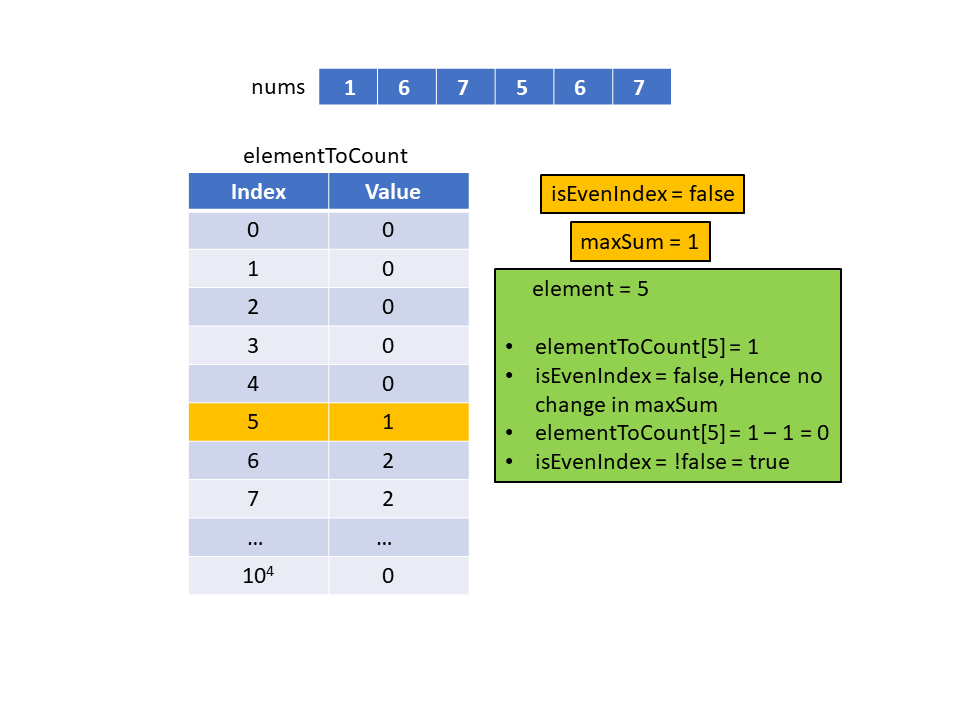 nums 1 6 7 5 6 7
elementToCount
Index Value
0 0
1 0
2 0
3 0
4 0
5 1
6 2
7 2
... ...
10⁴ 0
isEvenIndex = false
maxSum = 1
element = 5
• elementToCount[5] = 1
• isEvenIndex = false, Hence no
change in maxSum
• elementToCount[5] = 1 – 1 = 0
• isEvenIndex = !false = true